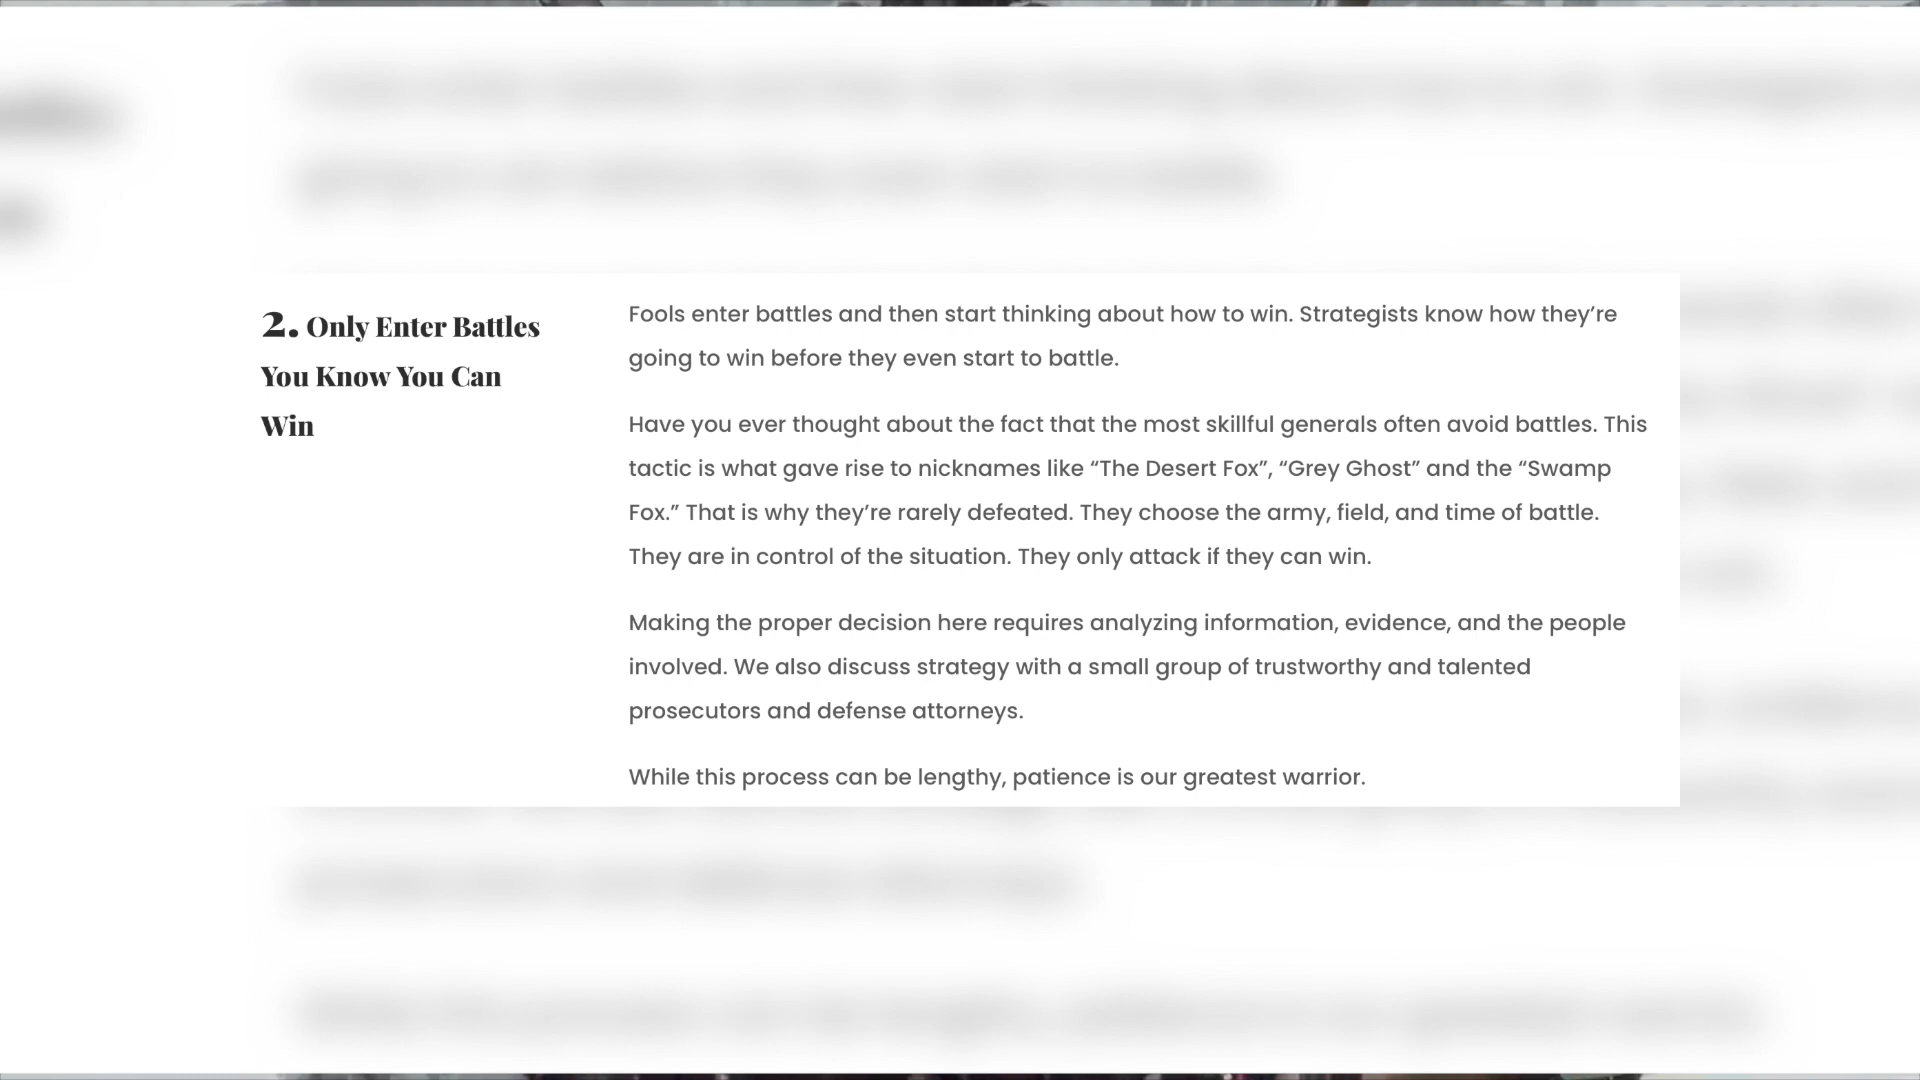 2. Only Enter Battles
You Know You Can
Win
Fools enter battles and then start thinking about how to win. Strategists know how they’re
going to win before they even start to battle.
Have you ever thought about the fact that the most skillful generals often avoid battles. This
tactic is what gave rise to nicknames like “The Desert Fox”, “Grey Ghost” and the “Swamp
Fox.” That is why they’re rarely defeated. They choose the army, field, and time of battle.
They are in control of the situation. They only attack if they can win.
Making the proper decision here requires analyzing information, evidence, and the people
involved. We also discuss strategy with a small group of trustworthy and talented
prosecutors and defense attorneys.
While this process can be lengthy, patience is our greatest warrior.